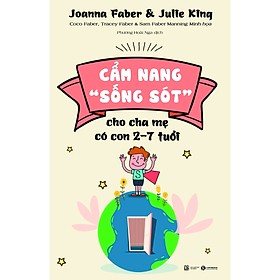 Joanna Faber & Julie King
Coco Faber, Tracey Faber & Sam Faber Manning Minh họa
Phương Hoài Nga dịch
CẨM NANG
“SỐNG SÓT”
cho cha mẹ
có con 2-7 tuổi